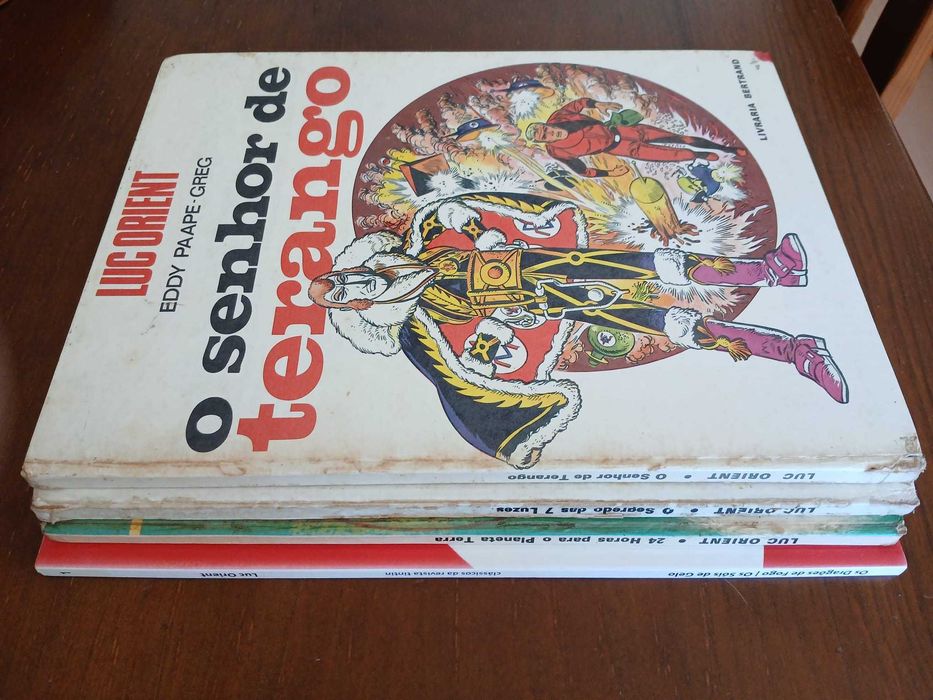 LUC ORIENT
EDDY PAAPE-GREG
o senhor de
terango
LIVRARIA BERTRAND
LUC ORIENT • O Senhor de Terango
LUC ORIENT • O Segredo das 7 Luzes
LUC ORIENT • 24 Horas para o Planeta Terra
Os Dragões de Fogo | Os Sóis de Gelo
clássicos da revista tintin
Luc Orient